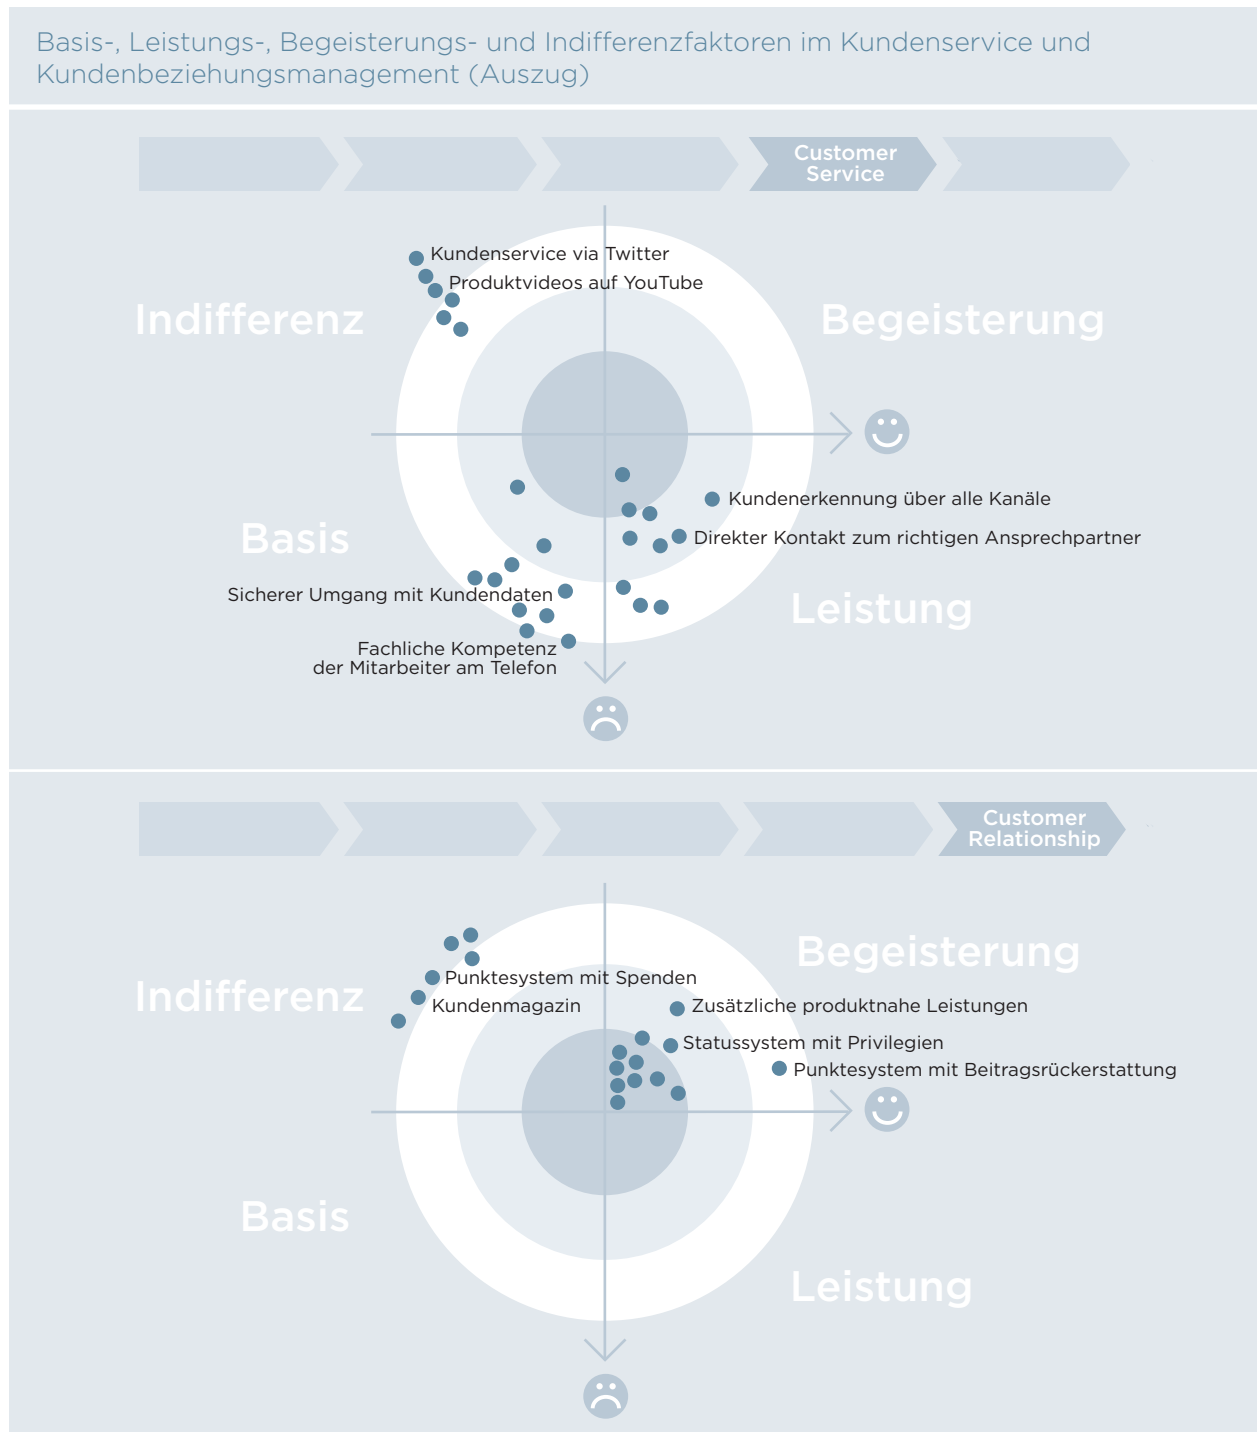 Basis-, Leistungs-, Begeisterungs- und Indifferenzfaktoren im Kundenservice und
Kundenbeziehungsmanagement (Auszug)
Customer
Service
Kundenservice via Twitter
Produktvideos auf YouTube
Indifferenz
Begeisterung
Kundenerkennung über alle Kanäle
Basis
Direkter Kontakt zum richtigen Ansprechpartner
Sicherer Umgang mit Kundendaten
Leistung
Fachliche Kompetenz
der Mitarbeiter am Telefon
Customer
Relationship
Begeisterung
Punktesystem mit Spenden
Indifferenz
Kundenmagazin
Zusätzliche produktnahe Leistungen
Statussystem mit Privilegien
Punktesystem mit Beitragsrückerstattung
Basis
Leistung